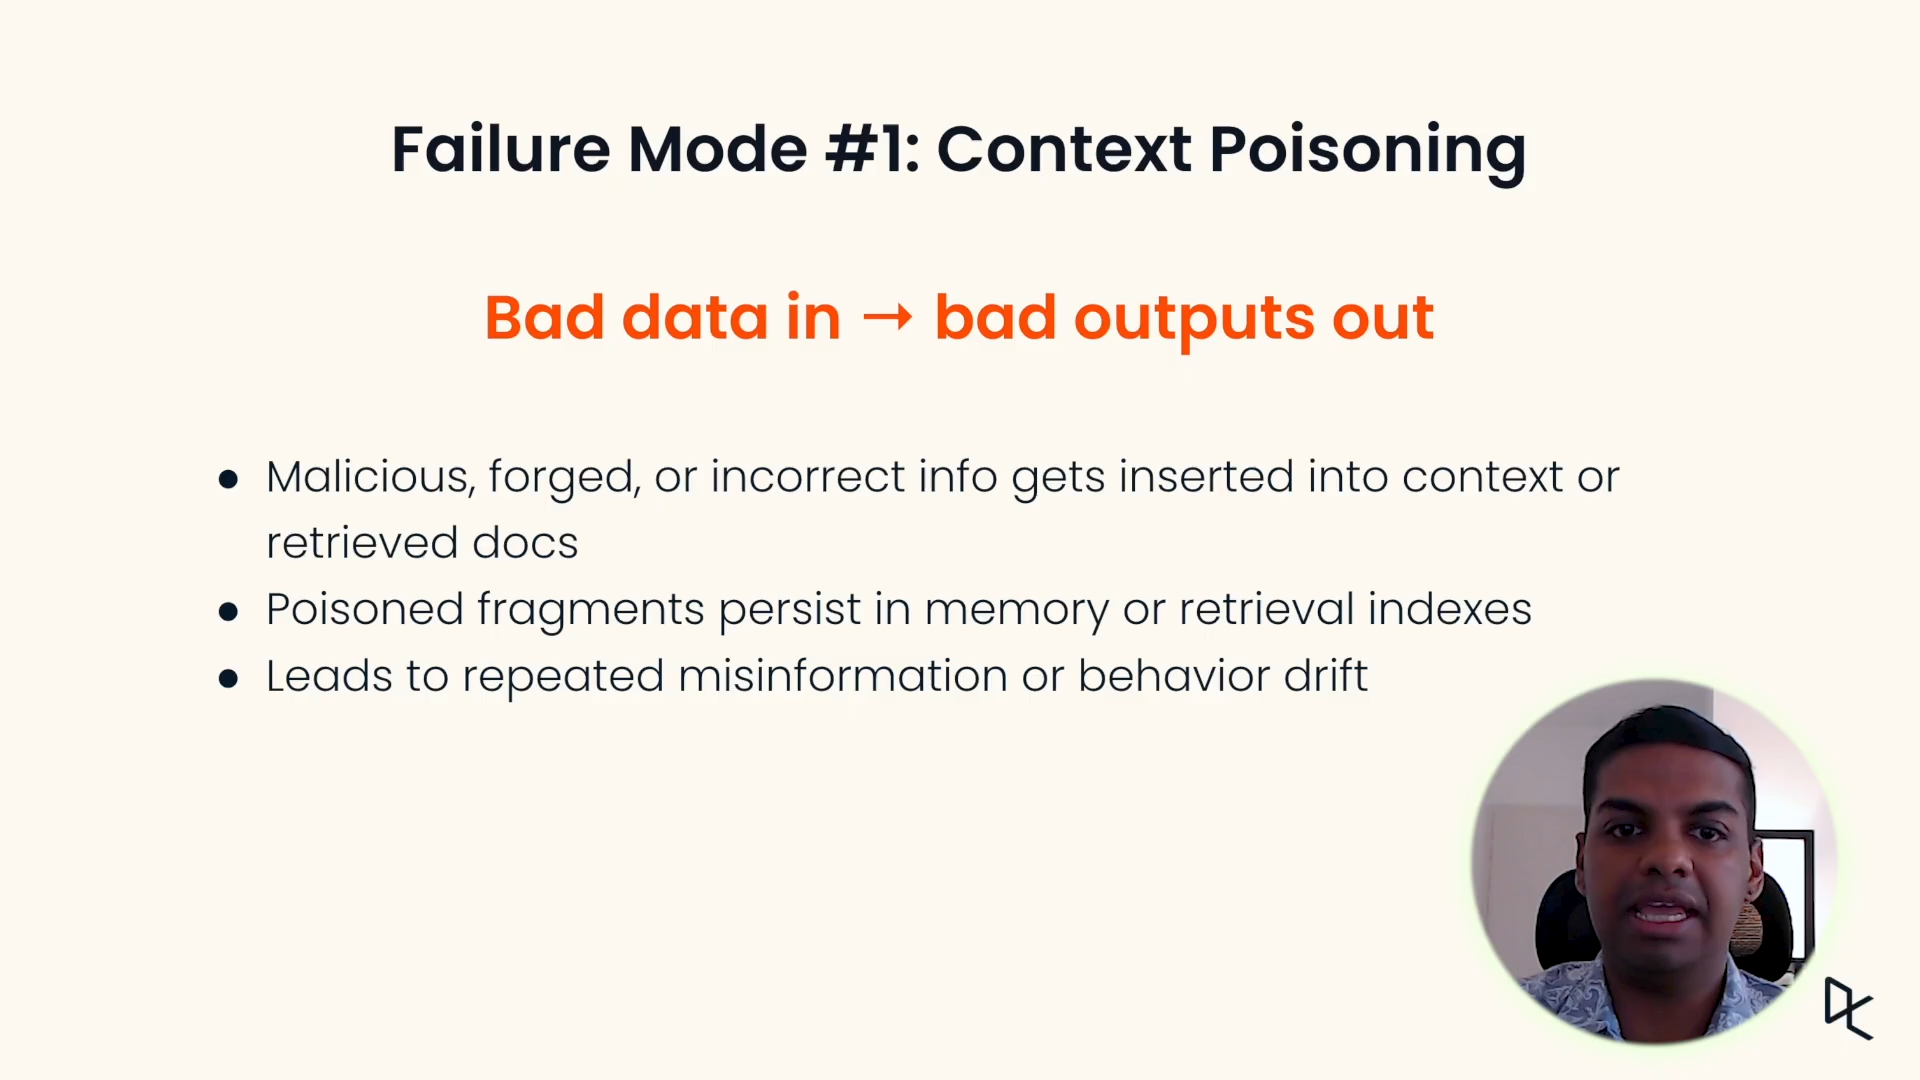 Failure Mode #1: Context Poisoning
Bad data in → bad outputs out
● Malicious, forged, or incorrect info gets inserted into context or
retrieved docs
● Poisoned fragments persist in memory or retrieval indexes
● Leads to repeated misinformation or behavior drift